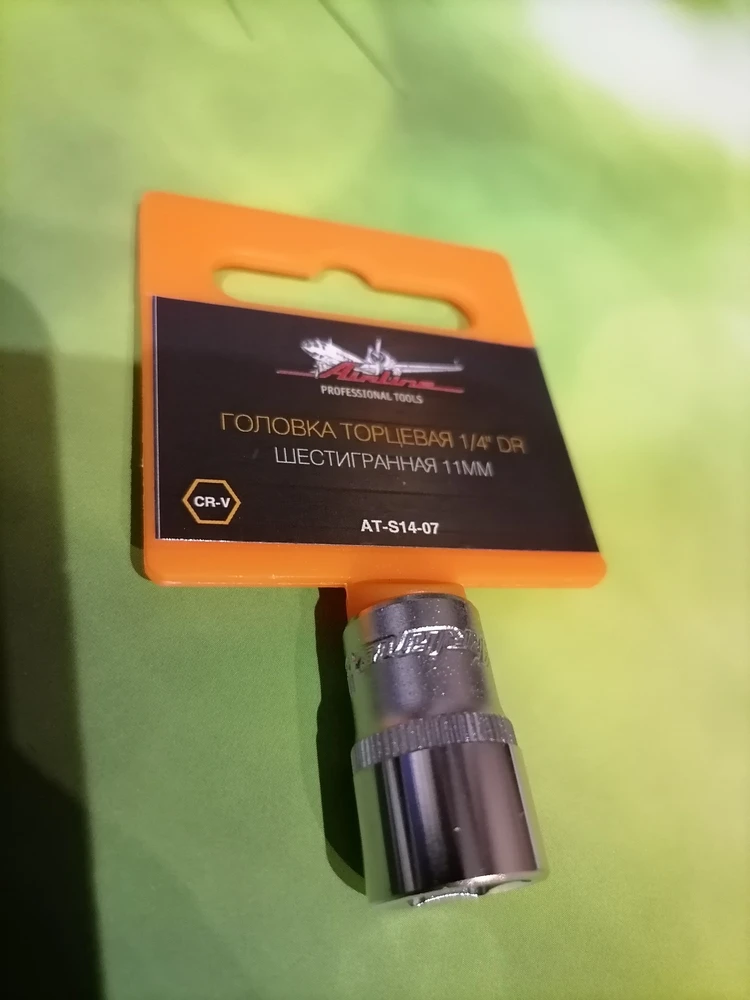 Airline
PROFESSIONAL TOOLS
ГОЛОВКА ТОРЦЕВАЯ 1/4" DR
ШЕСТИГРАННАЯ 11ММ
CR-V
AT-S14-07